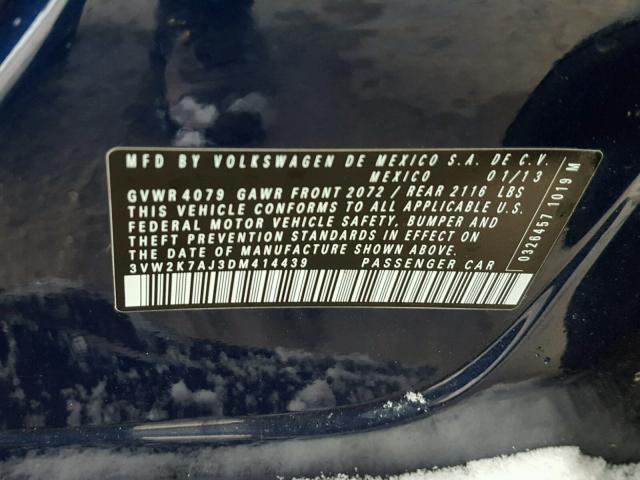 MFD BY VOLKSWAGEN DE MEXICO S.A. DE C.V.
MEXICO 01/13
GVWR 4079 GAWR FRONT 2072 / REAR 2116 LBS
THIS VEHICLE CONFORMS TO ALL APPLICABLE U.S.
FEDERAL MOTOR VEHICLE SAFETY, BUMPER AND
THEFT PREVENTION STANDARDS IN EFFECT ON
THE DATE OF MANUFACTURE SHOWN ABOVE.
3VW2K7AJ3DM414439 PASSENGER CAR
0326457 1019 M